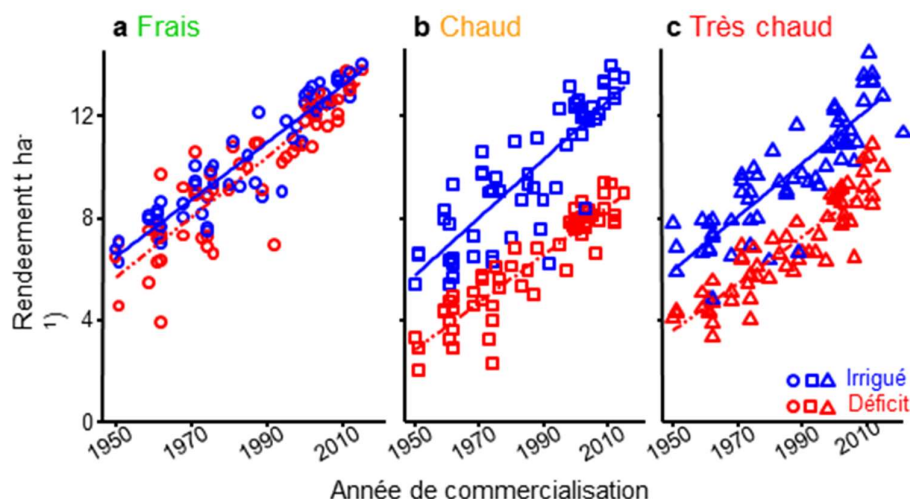 a Frais
b Chaud
c Très chaud
Rendeement t ha-
1)
12
8
4
0
1950
1970
1990
2010
1950
1970
1990
2010
1950
1970
1990
2010
Irrigué
Déficit
Année de commercialisation